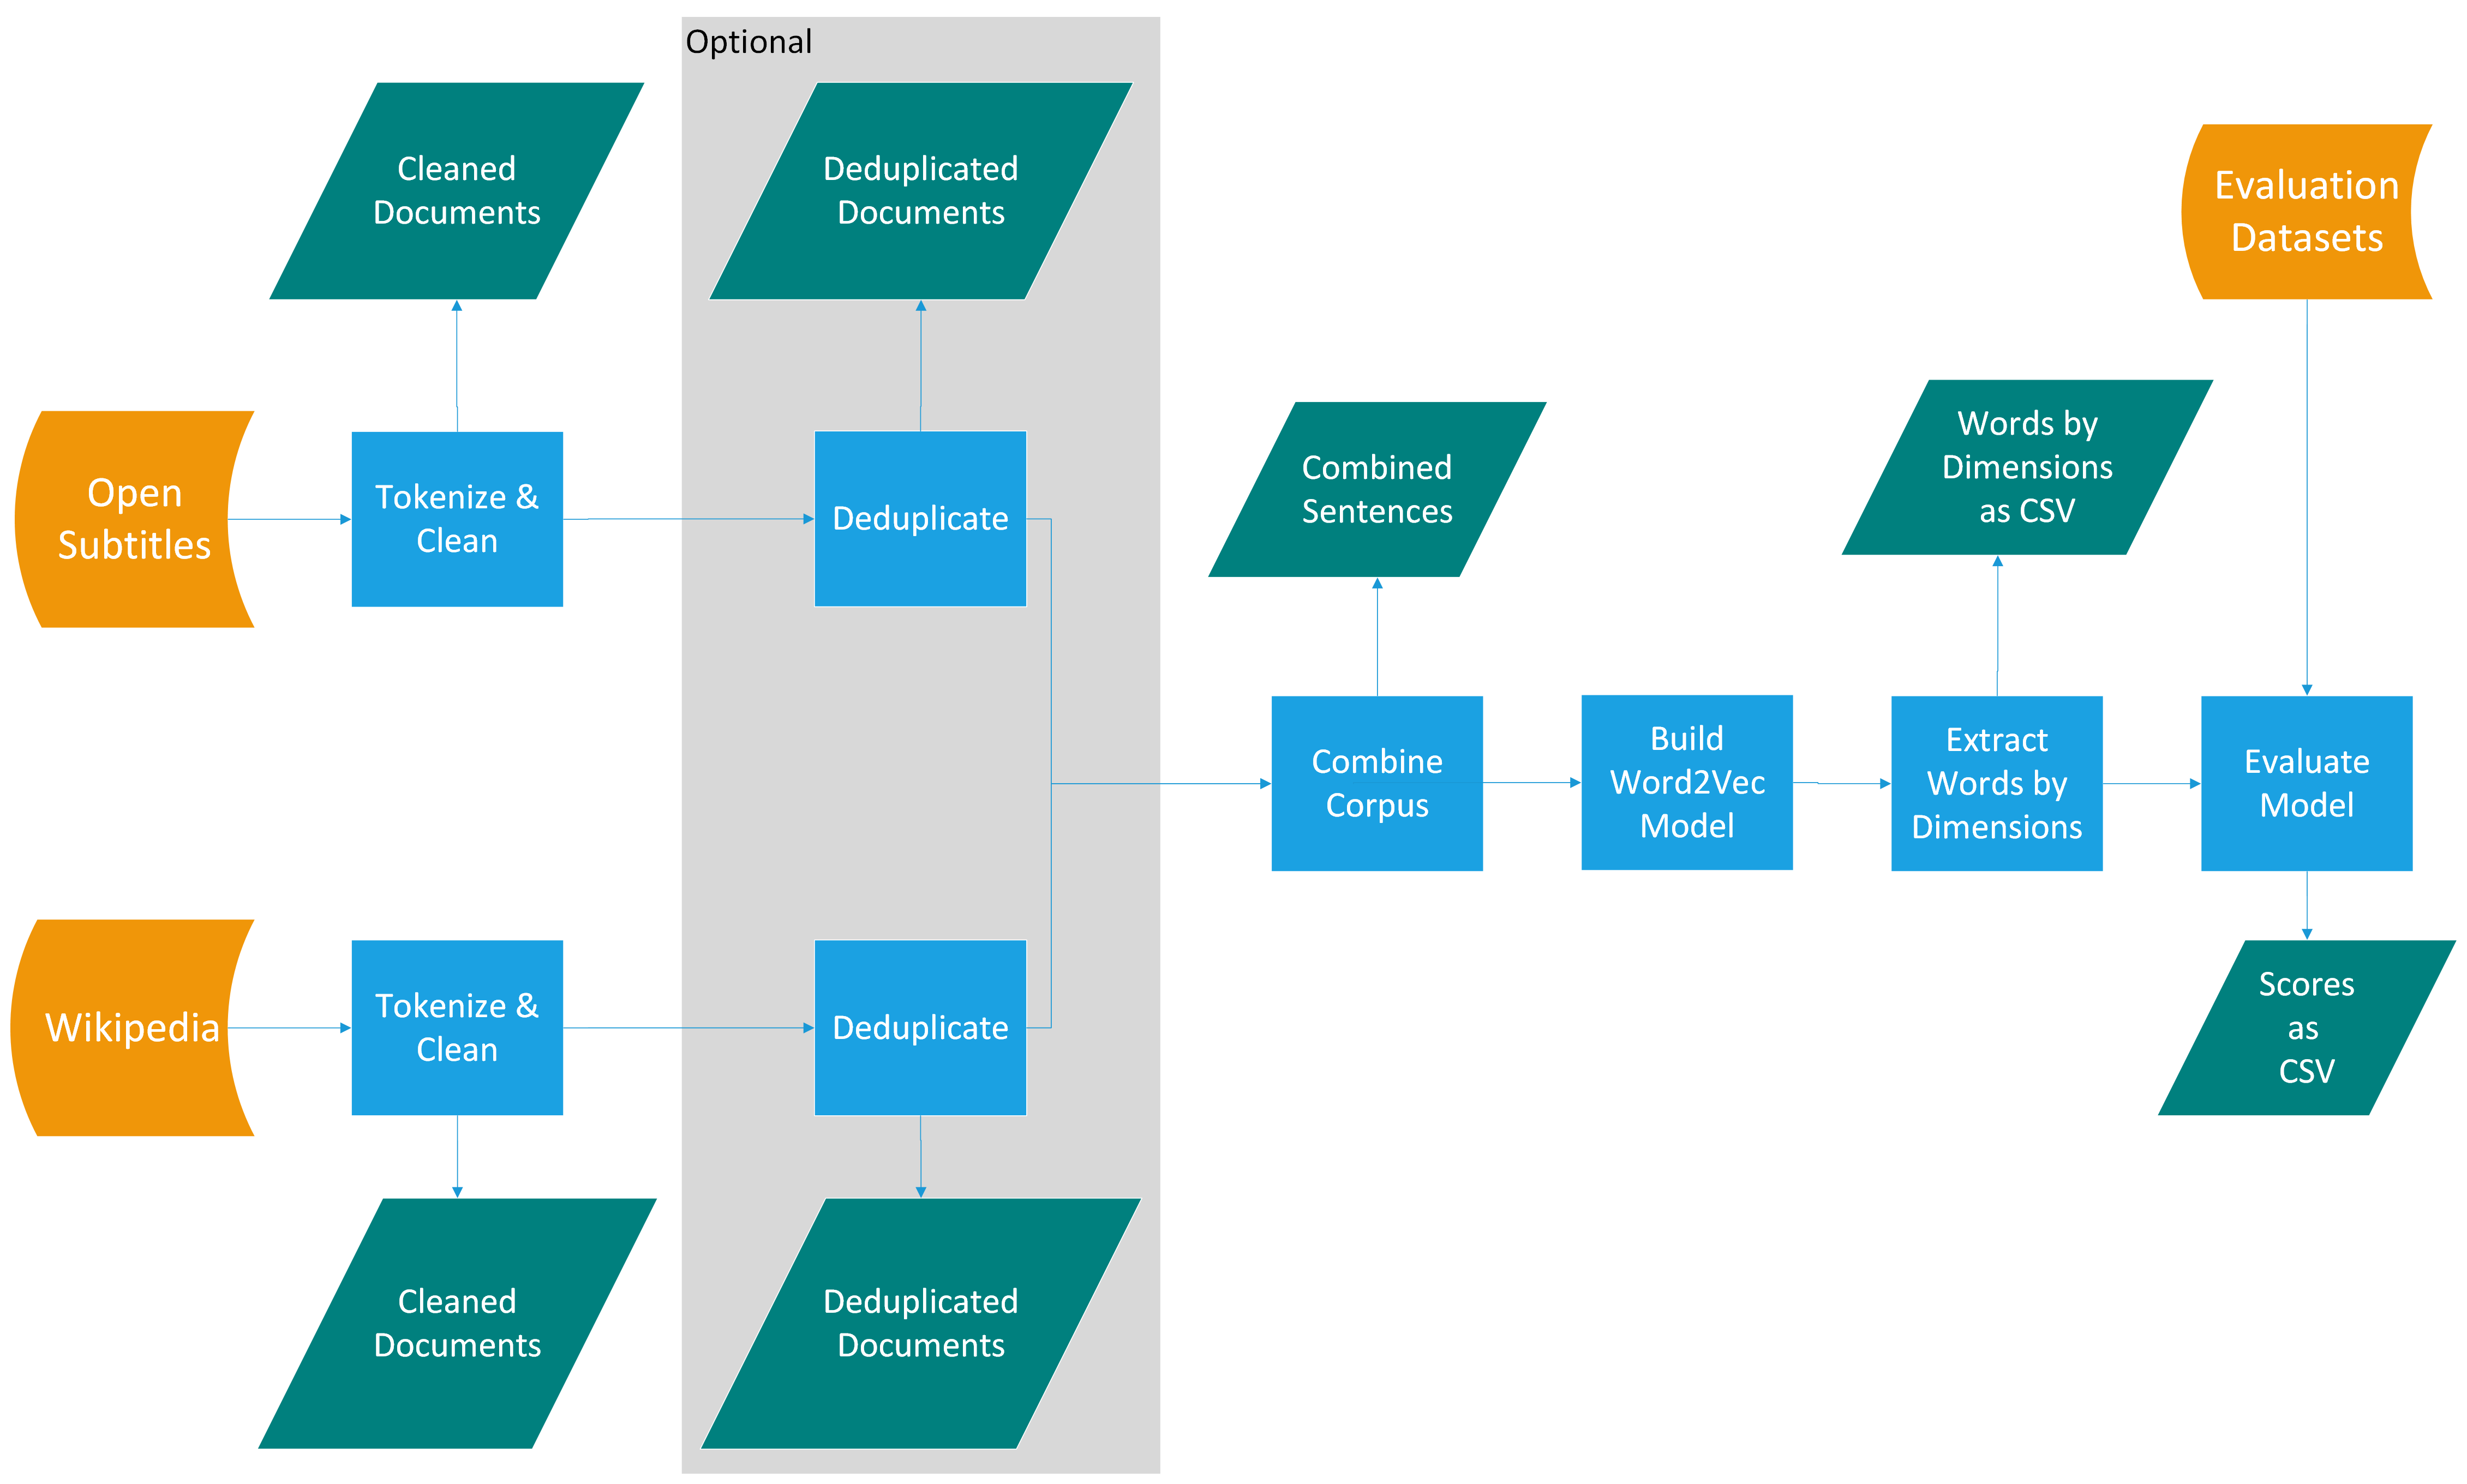 Optional
Cleaned
Documents
Deduplicated
Documents
Evaluation
Datasets
Open
Subtitles
Tokenize &
Clean
Deduplicate
Combined
Sentences
Words by
Dimensions
as CSV
Combine
Corpus
Build
Word2Vec
Model
Extract
Words by
Dimensions
Evaluate
Model
Wikipedia
Tokenize &
Clean
Deduplicate
Scores
as
CSV
Cleaned
Documents
Deduplicated
Documents